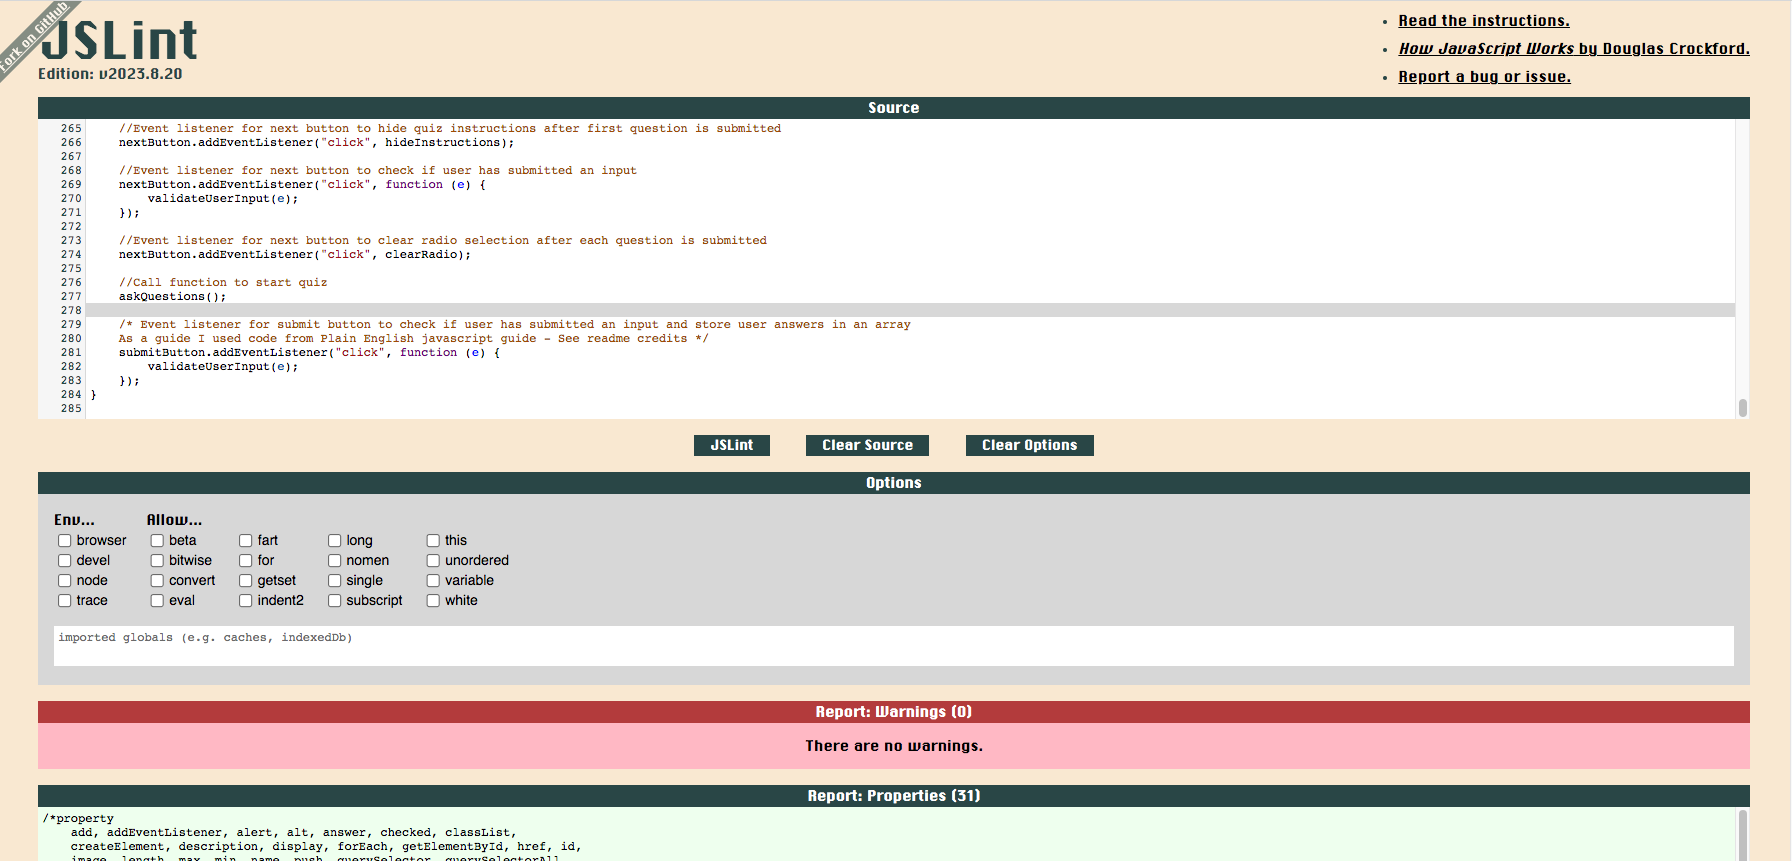 Fork on GitHub
JSLint
Edition: v2023.8.20
Read the instructions.
How JavaScript Works by Douglas Crockford.
Report a bug or issue.
Source
265 //Event listener for next button to hide quiz instructions after first question is submitted
266 nextButton.addEventListener("click", hideInstructions);
267
268 //Event listener for next button to check if user has submitted an input
269 nextButton.addEventListener("click", function (e) {
270 validateUserInput(e);
271 });
272
273 //Event listener for next button to clear radio selection after each question is submitted
274 nextButton.addEventListener("click", clearRadio);
275
276 //Call function to start quiz
277 askQuestions();
278
279 /* Event listener for submit button to check if user has submitted an input and store user answers in an array
280 As a guide I used code from Plain English javascript guide - See readme credits */
281 submitButton.addEventListener("click", function (e) {
282 validateUserInput(e);
283 });
284 }
285
JSLint Clear Source Clear Options
Options
Env... Allow...
browser beta fart long this
devel bitwise for nomen unordered
node convert getset single variable
trace eval indent2 subscript white
imported globals (e.g. caches, indexedDb)
Report: Warnings (0)
There are no warnings.
Report: Properties (31)
/*property
add, addEventListener, alert, alt, answer, checked, classList,
createElement, description, display, forEach, getElementById, href, id,
image, length, max, min, name, push, querySelector, querySelectorAll